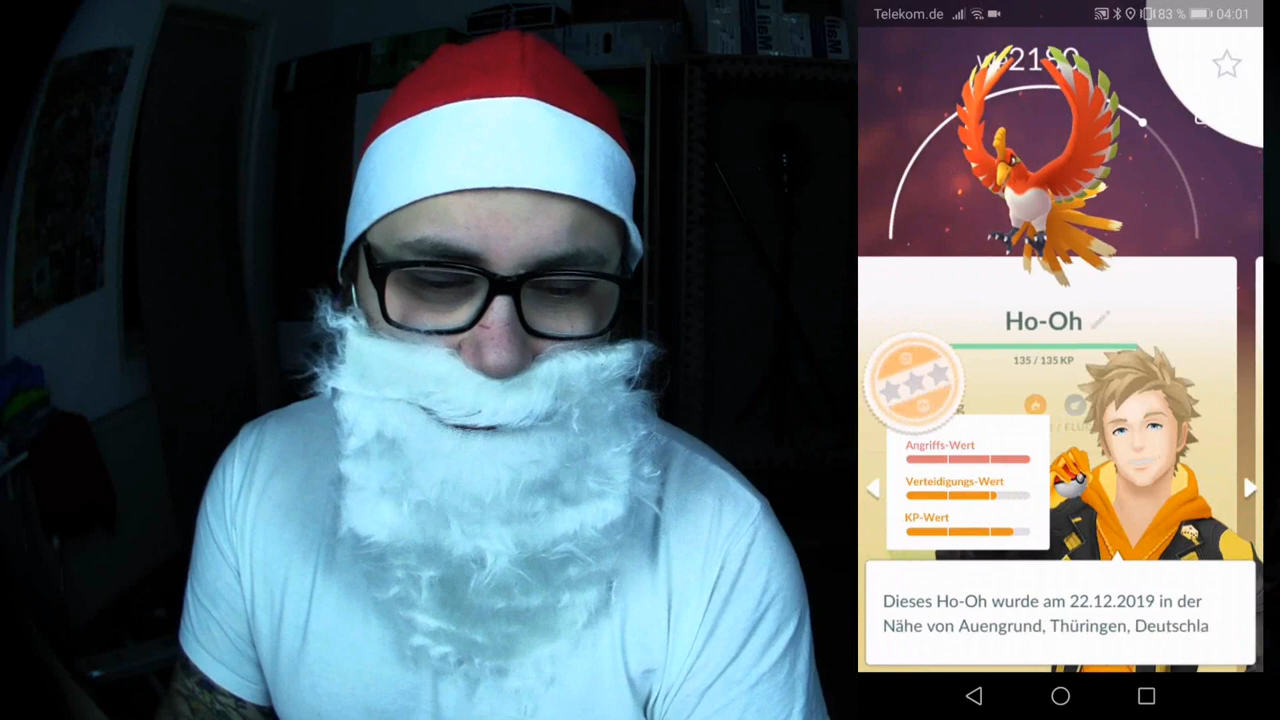 Telekom.de
83 %
04:01
Ho-Oh
135 / 135 KP
Angriffs-Wert
Verteidigungs-Wert
KP-Wert
Dieses Ho-Oh wurde am 22.12.2019 in der
Nähe von Auengrund, Thüringen, Deutschla